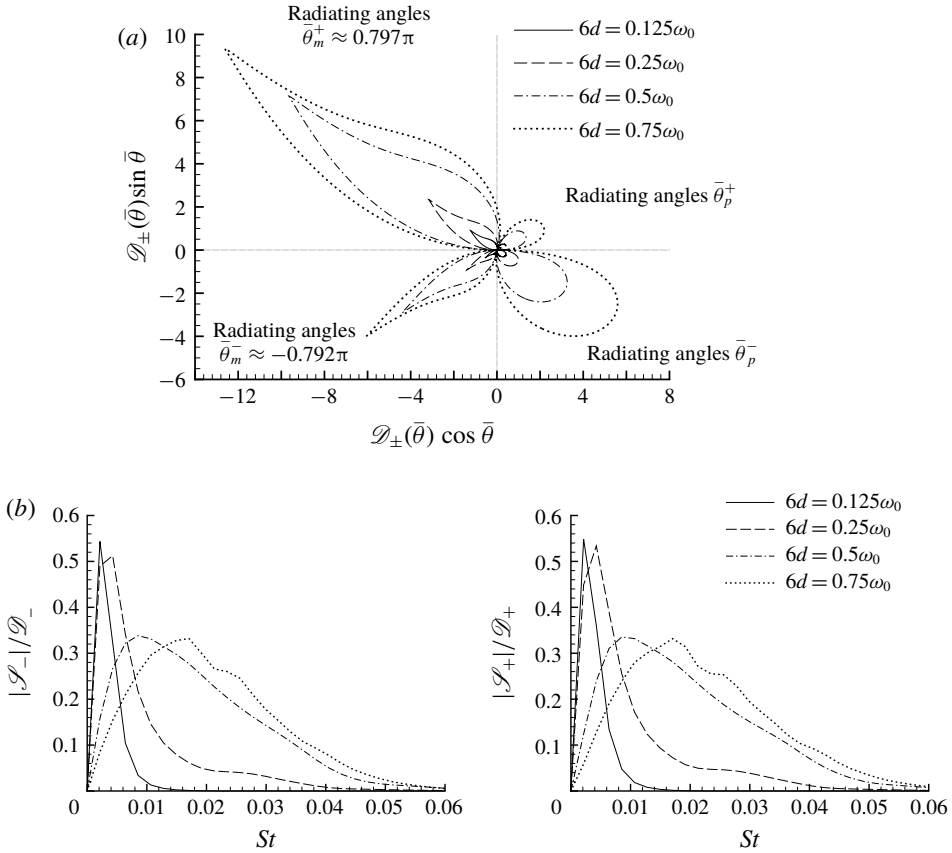 (a)
Radiating angles
θ̄ₘ⁺ ≈ 0.797π
6d = 0.125ω₀
6d = 0.25ω₀
6d = 0.5ω₀
6d = 0.75ω₀
10
8
6
4
2
0
−2
−4
−6
𝒟±(θ̄) sin θ̄
Radiating angles θ̄ₚ⁺
Radiating angles
θ̄ₘ⁻ ≈ −0.792π
Radiating angles θ̄ₚ⁻
−12 −8 −4 0 4 8
𝒟±(θ̄) cos θ̄
(b)
0.6
0.5
0.4
0.3
0.2
0.1
|𝒮₋|/𝒟₋
0 0.01 0.02 0.03 0.04 0.05 0.06
St
6d = 0.125ω₀
6d = 0.25ω₀
6d = 0.5ω₀
6d = 0.75ω₀
0.6
0.5
0.4
0.3
0.2
0.1
|𝒮₊|/𝒟₊
0 0.01 0.02 0.03 0.04 0.05 0.06
St